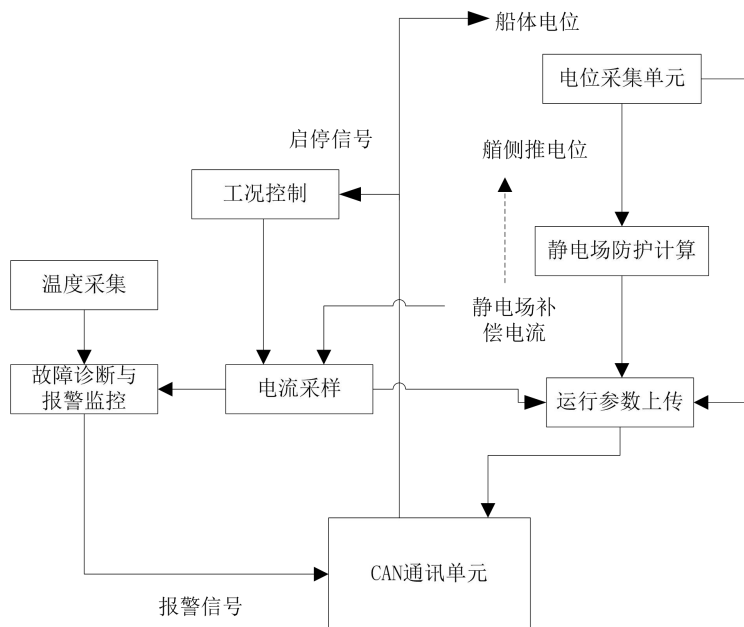 船体电位
电位采集单元
启停信号
艏侧推电位
工况控制
静电场防护计算
温度采集
静电场补
偿电流
故障诊断与
报警监控
电流采样
运行参数上传
CAN通讯单元
报警信号